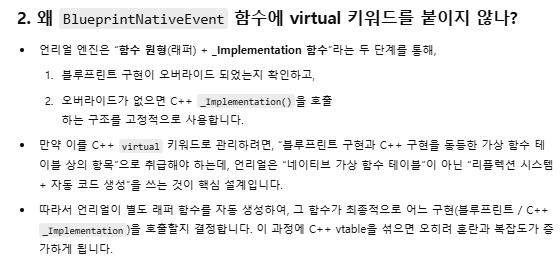 2. 왜 BlueprintNativeEvent 함수에 virtual 키워드를 붙이지 않나?
• 언리얼 엔진은 “함수 원형(래퍼) + _Implementation 함수”라는 두 단계를 통해,
1. 블루프린트 구현이 오버라이드 되었는지 확인하고,
2. 오버라이드가 없으면 C++ _Implementation() 을 호출
하는 구조를 고정적으로 사용합니다.
• 만약 이를 C++ virtual 키워드로 관리하려면, “블루프린트 구현과 C++ 구현을 동등한 가상 함수 테
이블 상의 항목”으로 취급해야 하는데, 언리얼은 “네이티브 가상 함수 테이블”이 아닌 “리플렉션 시스템
+ 자동 코드 생성”을 쓰는 것이 핵심 설계입니다.
• 따라서 언리얼이 별도 래퍼 함수를 자동 생성하여, 그 함수가 최종적으로 어느 구현(블루프린트 / C++
_Implementation )을 호출할지 결정합니다. 이 과정에 C++ vtable을 섞으면 오히려 혼란과 복잡도가 증
가하게 됩니다.